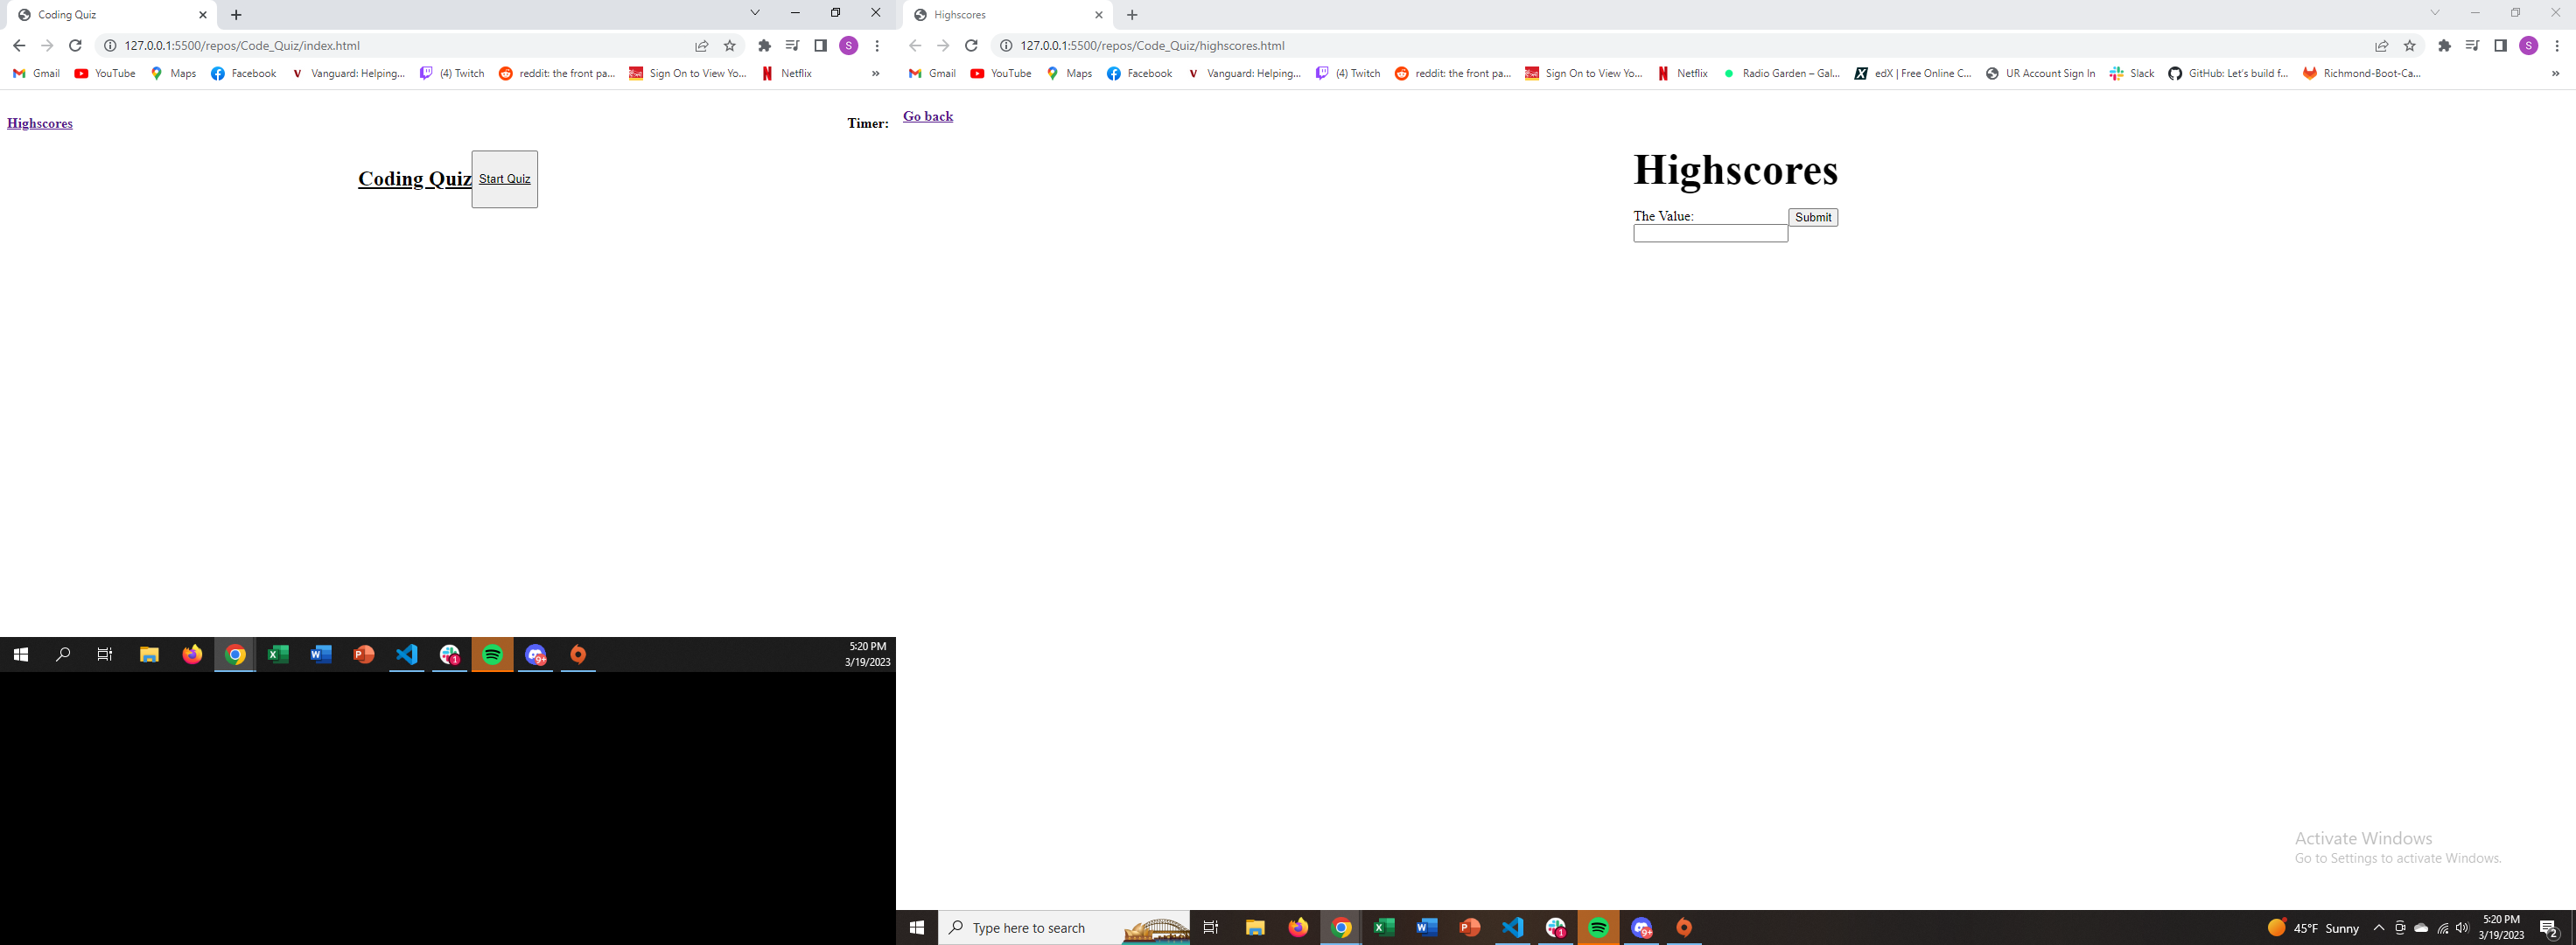 Coding Quiz
127.0.0.1:5500/repos/Code_Quiz/index.html
S
Gmail YouTube Maps Facebook Vanguard: Helping... (4) Twitch reddit: the front pa... Sign On to View Yo... Netflix »
Highscores Timer:
Coding Quiz Start Quiz
5:20 PM
3/19/2023
Highscores
127.0.0.1:5500/repos/Code_Quiz/highscores.html
S
Gmail YouTube Maps Facebook Vanguard: Helping... (4) Twitch reddit: the front pa... Sign On to View Yo... Netflix Radio Garden – Gal... edX | Free Online C... UR Account Sign In Slack GitHub: Let's build f... Richmond-Boot-Ca... »
Go back
Highscores
The Value: Submit
Activate Windows
Go to Settings to activate Windows.
Type here to search
45°F Sunny
5:20 PM
3/19/2023
2